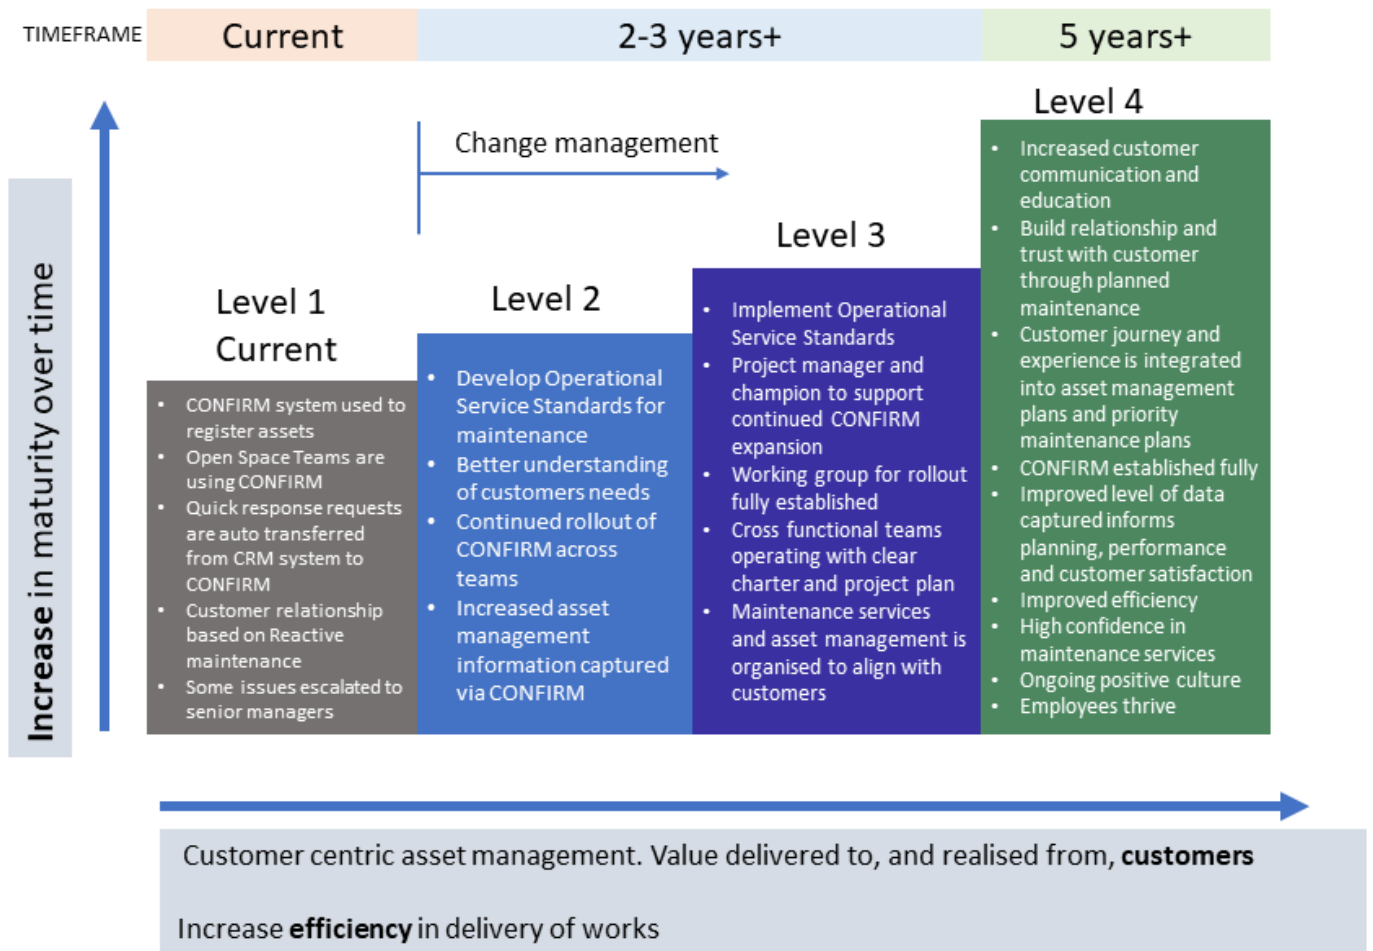 TIMEFRAME
Current
2-3 years+
5 years+
Increase in maturity over time
Change management
Level 1
Current
• CONFIRM system used to
register assets
• Open Space Teams are
using CONFIRM
• Quick response requests
are auto transferred
from CRM system to
CONFIRM
• Customer relationship
based on Reactive
maintenance
• Some issues escalated to
senior managers
Level 2
• Develop Operational
Service Standards for
maintenance
• Better understanding
of customers needs
• Continued rollout of
CONFIRM across
teams
• Increased asset
management
information captured
via CONFIRM
Level 3
• Implement Operational
Service Standards
• Project manager and
champion to support
continued CONFIRM
expansion
• Working group for rollout
fully established
• Cross functional teams
operating with clear
charter and project plan
• Maintenance services
and asset management is
organised to align with
customers
Level 4
• Increased customer
communication and
education
• Build relationship and
trust with customer
through planned
maintenance
• Customer journey and
experience is integrated
into asset management
plans and priority
maintenance plans
• CONFIRM established fully
• Improved level of data
captured informs
planning, performance
and customer satisfaction
• Improved efficiency
• High confidence in
maintenance services
• Ongoing positive culture
• Employees thrive
Customer centric asset management. Value delivered to, and realised from, customers
Increase efficiency in delivery of works